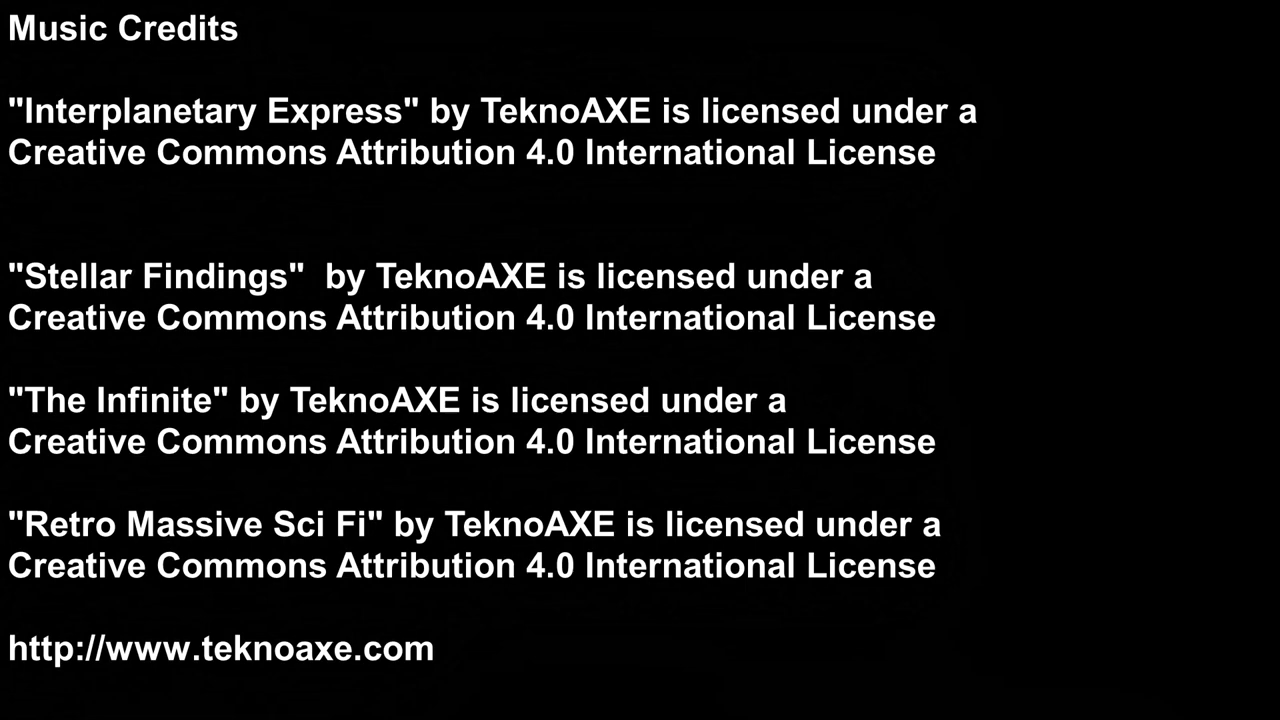 Music Credits
"Interplanetary Express" by TeknoAXE is licensed under a
Creative Commons Attribution 4.0 International License
"Stellar Findings"  by TeknoAXE is licensed under a
Creative Commons Attribution 4.0 International License
"The Infinite" by TeknoAXE is licensed under a
Creative Commons Attribution 4.0 International License
"Retro Massive Sci Fi" by TeknoAXE is licensed under a
Creative Commons Attribution 4.0 International License
http://www.teknoaxe.com